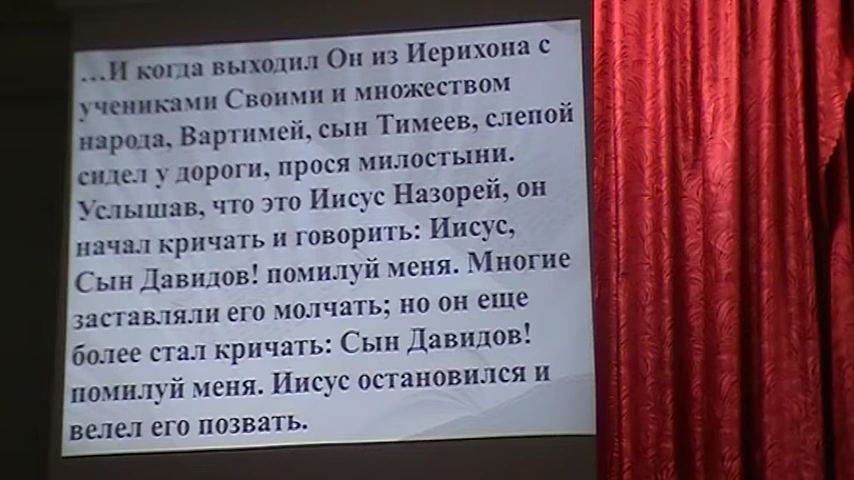 ...И когда выходил Он из Иерихона с
учениками Своими и множеством
народа, Вартимей, сын Тимеев, слепой
сидел у дороги, прося милостыни.
Услышав, что это Иисус Назорей, он
начал кричать и говорить: Иисус,
Сын Давидов! помилуй меня. Многие
заставляли его молчать; но он еще
более стал кричать: Сын Давидов!
помилуй меня. Иисус остановился и
велел его позвать.